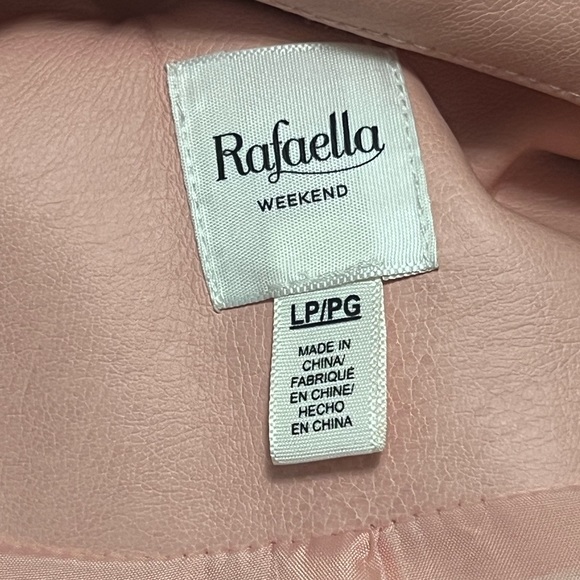 Rafaella
WEEKEND
LP/PG
MADE IN
CHINA/
FABRIQUÉ
EN CHINE/
HECHO
EN CHINA